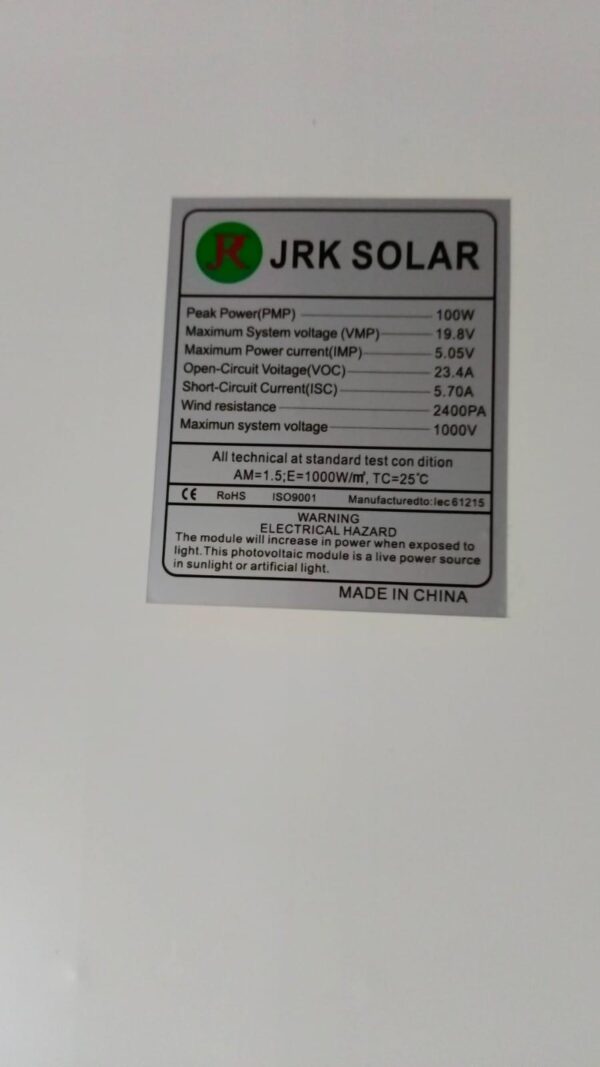 JR JRK SOLAR
Peak Power(PMP) 100W
Maximum System voltage (VMP) 19.8V
Maximum Power current(IMP) 5.05V
Open-Circuit Voitage(VOC) 23.4A
Short-Circuit Current(ISC) 5.70A
Wind resistance 2400PA
Maximun system voltage 1000V
All technical at standard test con dition
AM=1.5;E=1000W/㎡, TC=25℃
CE RoHS ISO9001 Manufacturedto:Iec61215
WARNING
ELECTRICAL HAZARD
The module will increase in power when exposed to
light.This photovoltaic module is a live power source
in sunlight or artificial light.
MADE IN CHINA